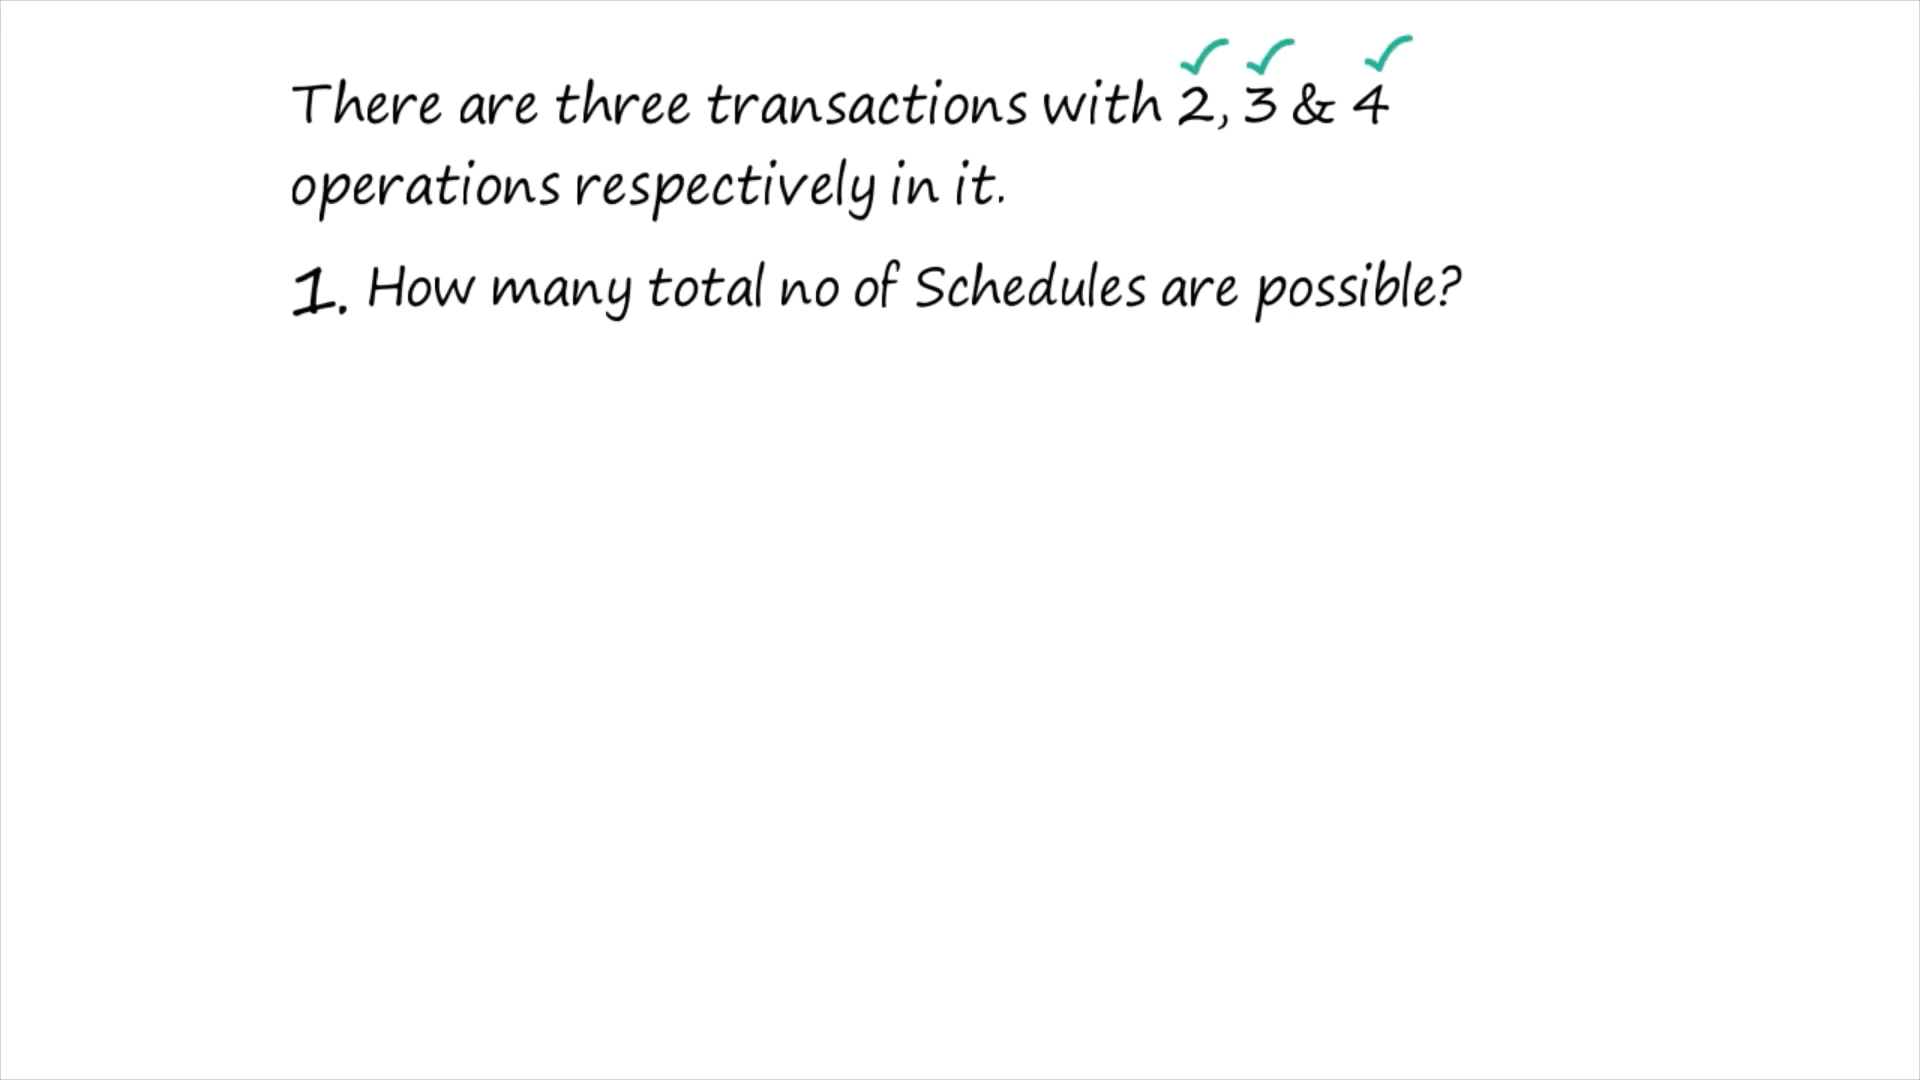 There are three transactions with 2, 3 & 4
operations respectively in it.
1. How many total no of Schedules are possible?